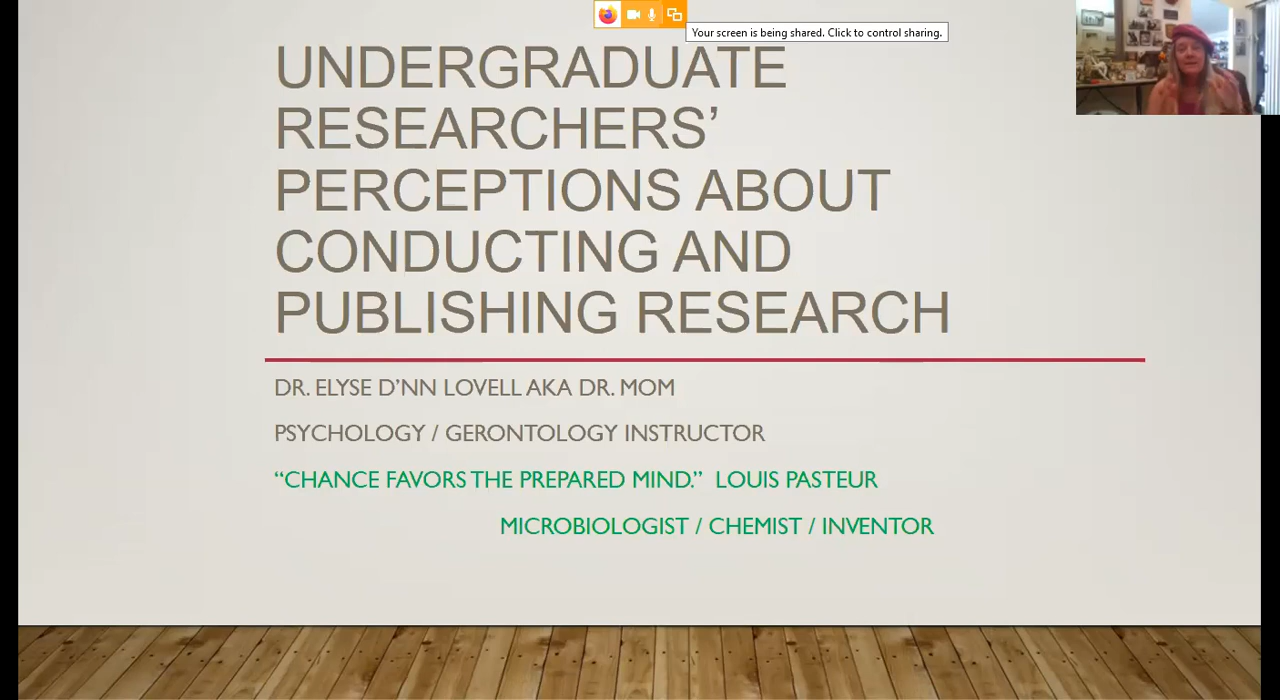 Your screen is being shared. Click to control sharing.
UNDERGRADUATE
RESEARCHERS’
PERCEPTIONS ABOUT
CONDUCTING AND
PUBLISHING RESEARCH
DR. ELYSE D’NN LOVELL AKA DR. MOM
PSYCHOLOGY / GERONTOLOGY INSTRUCTOR
“CHANCE FAVORS THE PREPARED MIND.” LOUIS PASTEUR
MICROBIOLOGIST / CHEMIST / INVENTOR